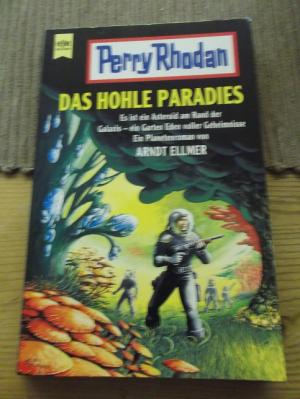 HEYNE
Perry Rhodan
DAS HOHLE PARADIES
Es ist ein Asteroid am Rand der
Galaxis – ein Garten Eden voller Geheimnisse
Ein Planetenroman von
ARNDT ELLMER